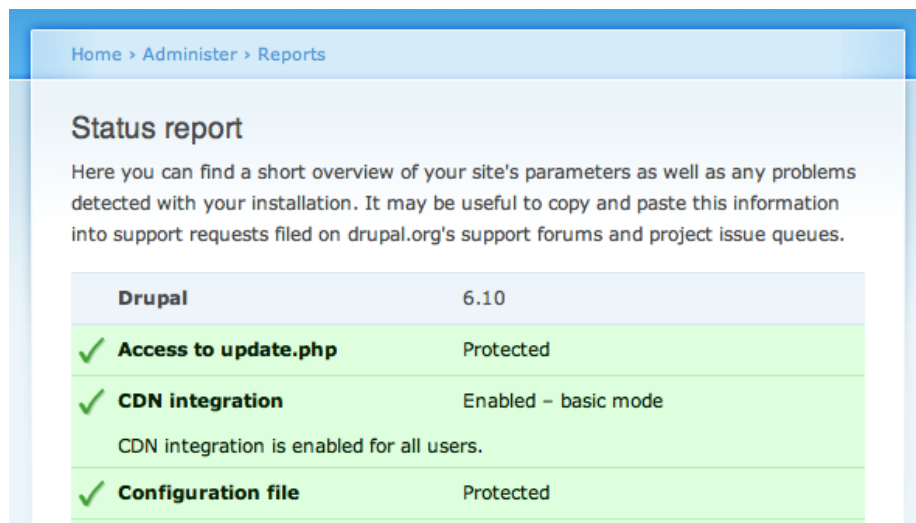 Home › Administer › Reports
Status report
Here you can find a short overview of your site's parameters as well as any problems
detected with your installation. It may be useful to copy and paste this information
into support requests filed on drupal.org's support forums and project issue queues.
Drupal 6.10
Access to update.php Protected
CDN integration Enabled – basic mode
CDN integration is enabled for all users.
Configuration file Protected